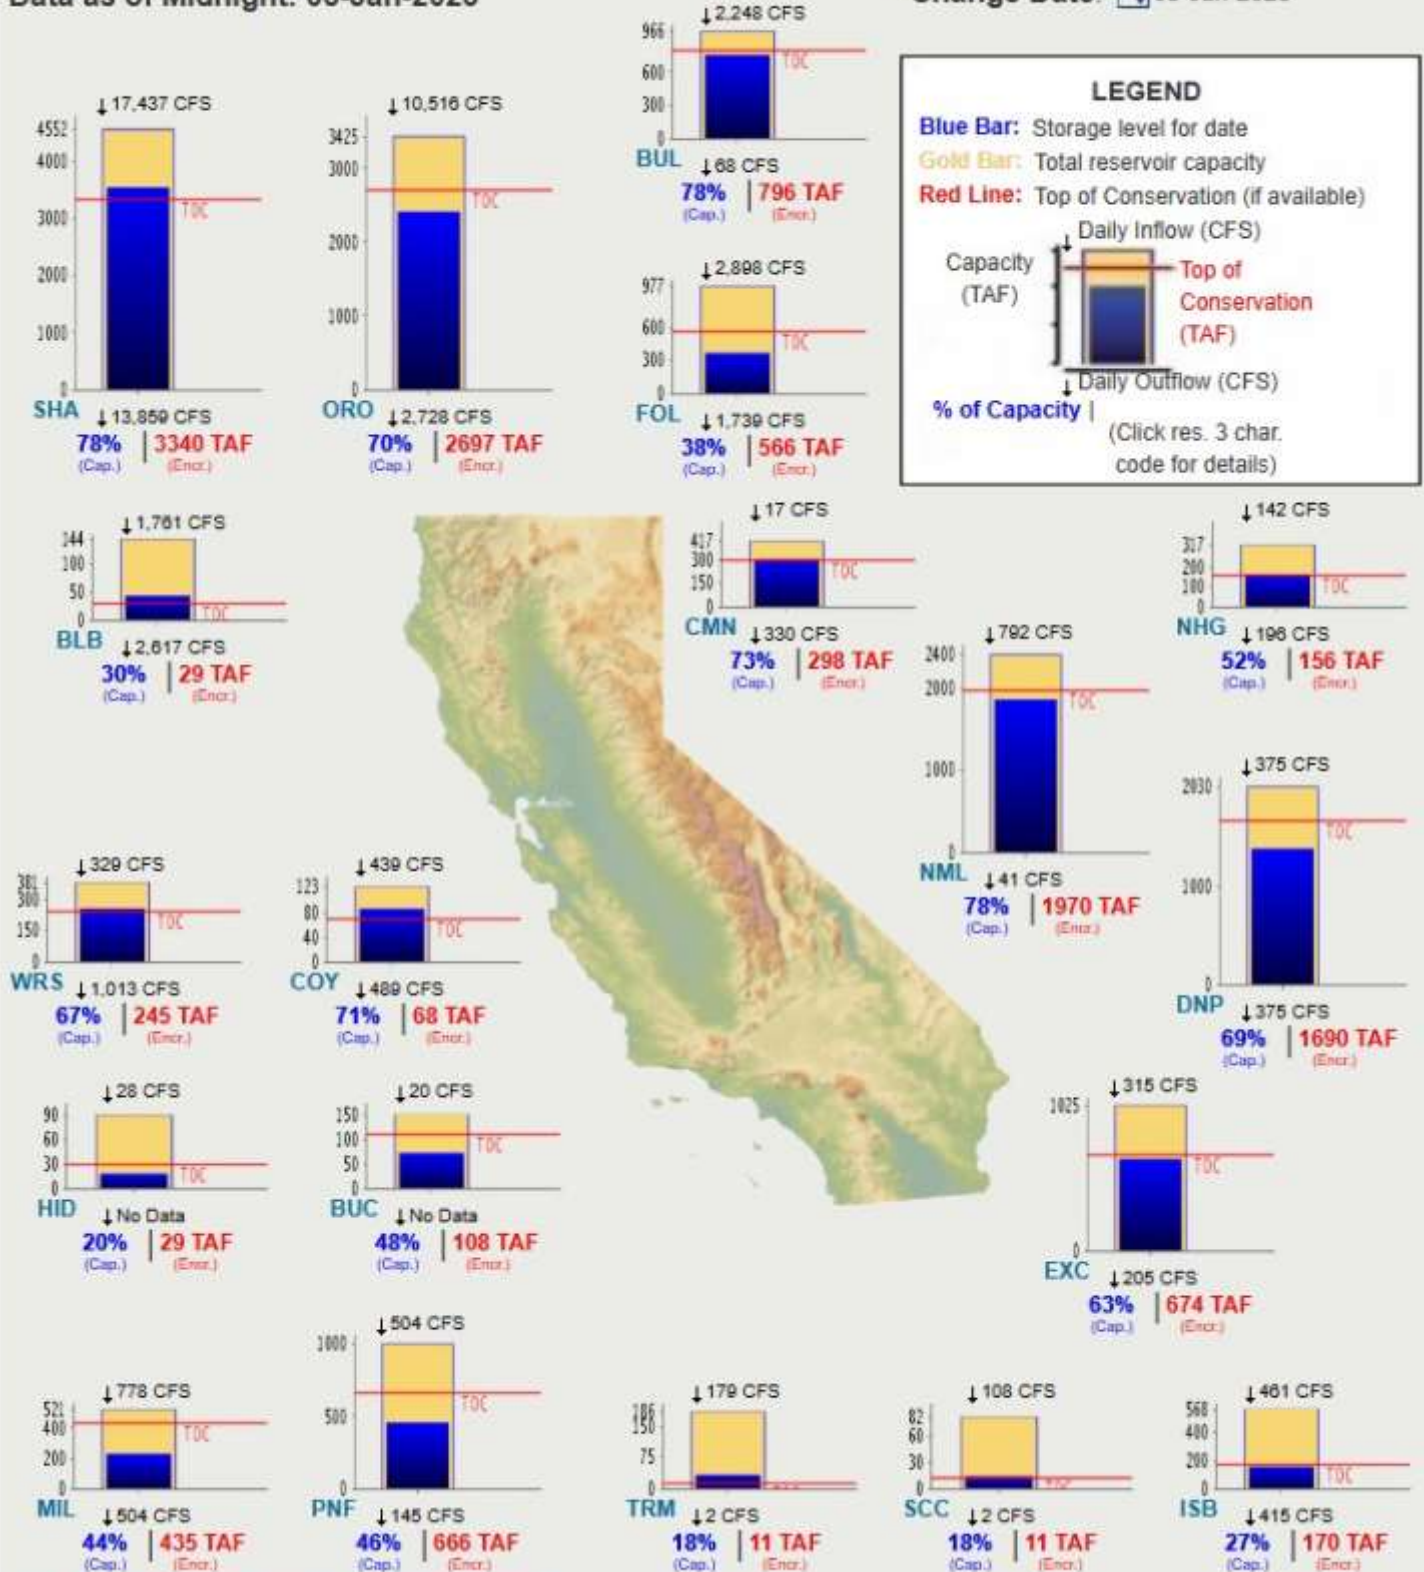 ↓2,248 CFS
966
600
300
0
TOC
BUL
↓68 CFS
78% | 796 TAF
(Cap.) (Encr.)
LEGEND
Blue Bar: Storage level for date
Gold Bar: Total reservoir capacity
Red Line: Top of Conservation (if available)
↓ Daily Inflow (CFS)
Capacity
(TAF)
Top of
Conservation
(TAF)
↓ Daily Outflow (CFS)
% of Capacity |
(Click res. 3 char.
code for details)
↓17,437 CFS
4552
4000
3000
2000
1000
0
TOC
SHA
↓13,859 CFS
78% | 3340 TAF
(Cap.) (Encr.)
↓10,516 CFS
3425
3000
2000
1000
0
TOC
ORO
↓2,728 CFS
70% | 2697 TAF
(Cap.) (Encr.)
↓2,898 CFS
977
600
300
0
TOC
FOL
↓1,739 CFS
38% | 566 TAF
(Cap.) (Encr.)
↓1,761 CFS
144
100
50
0
TOC
BLB
↓2,617 CFS
30% | 29 TAF
(Cap.) (Encr.)
↓17 CFS
417
300
150
0
TOC
CMN
↓330 CFS
73% | 298 TAF
(Cap.) (Encr.)
↓142 CFS
317
200
100
0
TOC
NHG
↓196 CFS
52% | 156 TAF
(Cap.) (Encr.)
↓792 CFS
2400
2000
1000
0
TOC
NML
↓41 CFS
78% | 1970 TAF
(Cap.) (Encr.)
↓375 CFS
2030
1000
0
TOC
DNP
↓375 CFS
69% | 1690 TAF
(Cap.) (Encr.)
↓329 CFS
381
300
150
0
TOC
WRS
↓1,013 CFS
67% | 245 TAF
(Cap.) (Encr.)
↓439 CFS
123
80
40
0
TOC
COY
↓489 CFS
71% | 68 TAF
(Cap.) (Encr.)
↓28 CFS
90
60
30
0
TOC
HID
↓No Data
20% | 29 TAF
(Cap.) (Encr.)
↓20 CFS
150
100
50
0
TOC
BUC
↓No Data
48% | 108 TAF
(Cap.) (Encr.)
↓315 CFS
1025
0
TOC
EXC
↓205 CFS
63% | 674 TAF
(Cap.) (Encr.)
↓778 CFS
521
400
200
0
TOC
MIL
↓504 CFS
44% | 435 TAF
(Cap.) (Encr.)
↓504 CFS
1000
500
0
TOC
PNF
↓145 CFS
46% | 666 TAF
(Cap.) (Encr.)
↓179 CFS
186
150
75
0
TRM
↓2 CFS
18% | 11 TAF
(Cap.) (Encr.)
↓108 CFS
82
60
30
0
SCC
↓2 CFS
18% | 11 TAF
(Cap.) (Encr.)
↓461 CFS
568
400
200
0
TOC
ISB
↓415 CFS
27% | 170 TAF
(Cap.) (Encr.)